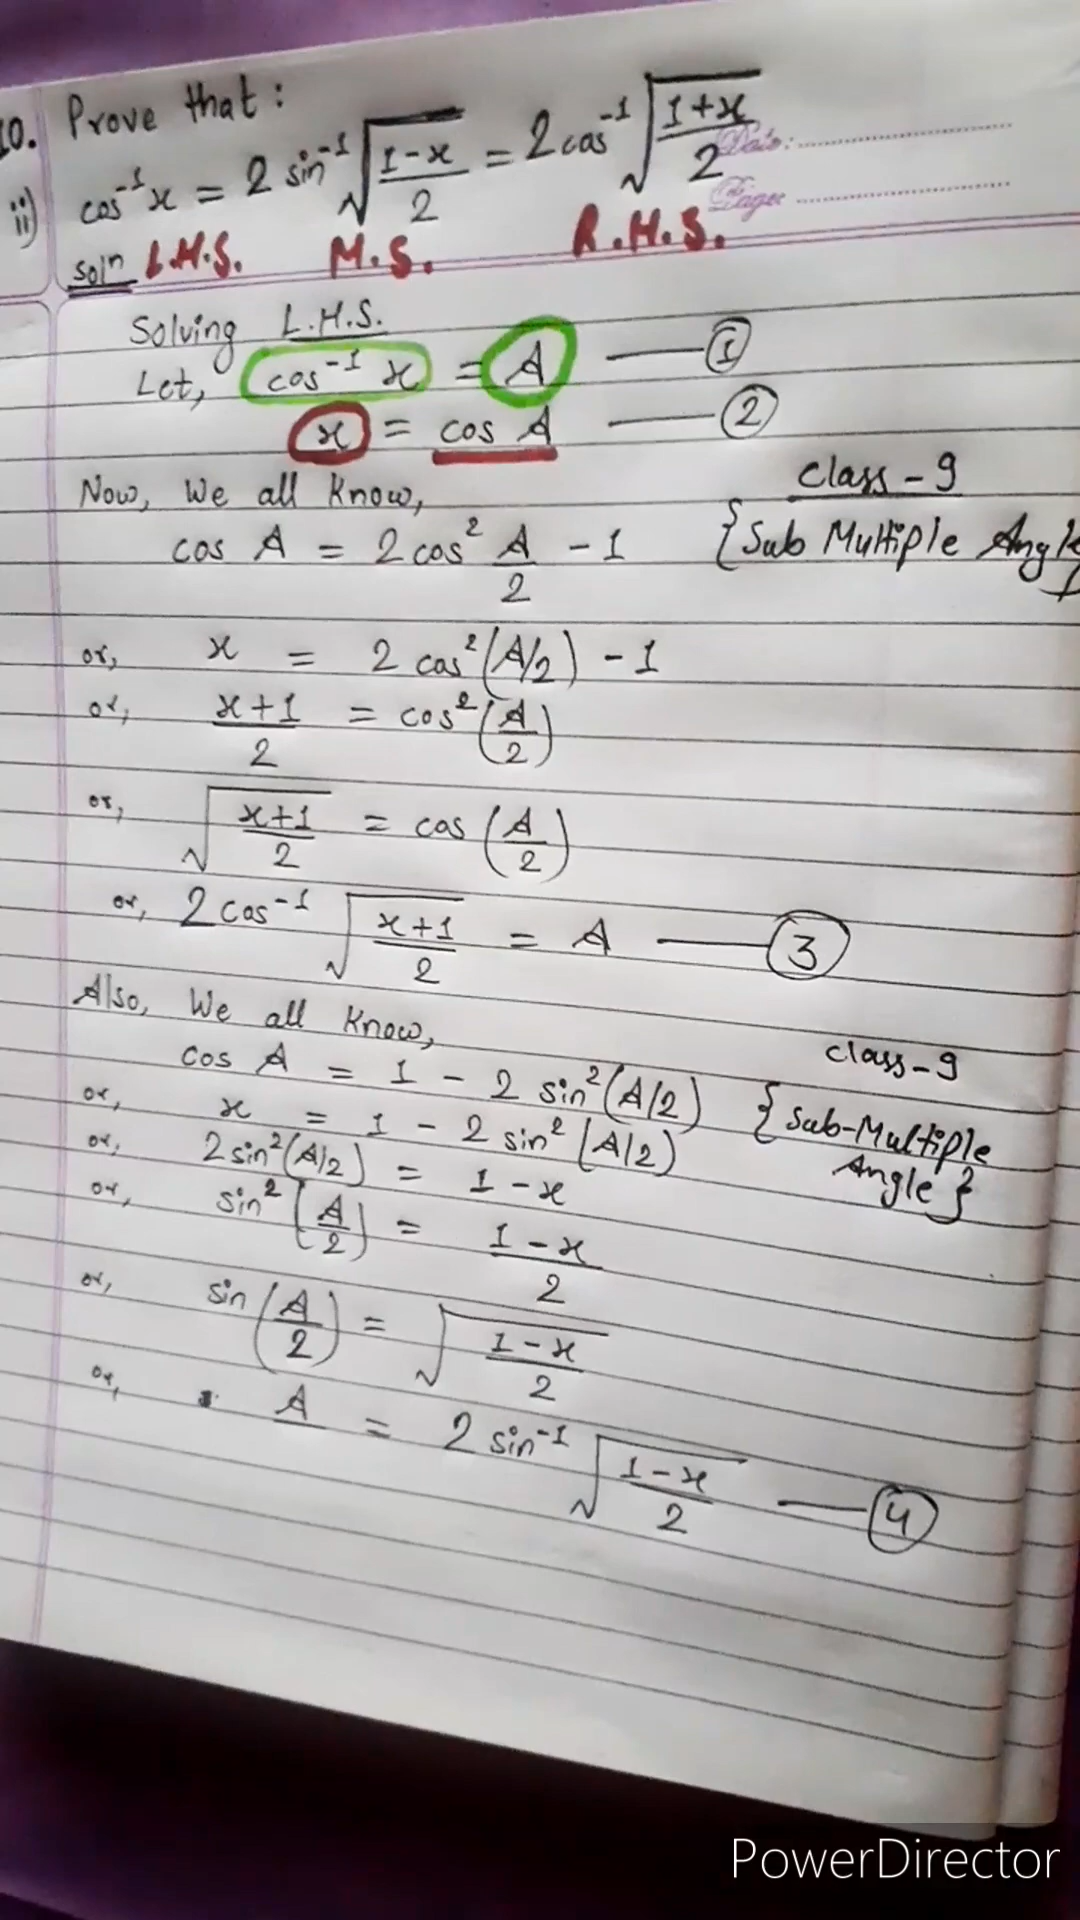 10. Prove that:
ii) cos⁻¹x = 2 sin⁻¹√((1-x)/2) = 2 cos⁻¹√((1+x)/2)
Date:
Page:
Solⁿ L.H.S. M.S. R.H.S.
Solving L.H.S.
Let, cos⁻¹ x = A —— ①
x = cos A —— ②
Now, We all Know,
class-9
cos A = 2 cos² A/2 - 1 {Sub Multiple Angle
or, x = 2 cos²(A/2) - 1
or, (x+1)/2 = cos²(A/2)
or, √((x+1)/2) = cos(A/2)
or, 2 cos⁻¹ √((x+1)/2) = A —— ③
Also, We all Know,
class-9
cos A = 1 - 2 sin²(A/2) {Sub-Multiple
Angle}
or, x = 1 - 2 sin²(A/2)
or, 2 sin²(A/2) = 1 - x
or, sin²(A/2) = (1-x)/2
or, sin(A/2) = √((1-x)/2)
or, A = 2 sin⁻¹ √((1-x)/2) —— ④
PowerDirector